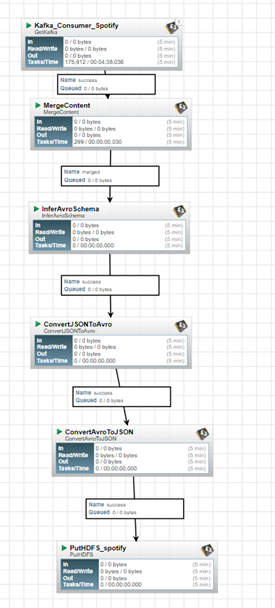 Kafka_Consumer_Spotify
GetKafka
In 0 / 0 bytes (5 min)
Read/Write 0 bytes / 0 bytes (5 min)
Out 0 / 0 bytes (5 min)
Tasks/Time 175,912 / 00:04:38.036 (5 min)
Name success
Queued 0 / 0 bytes
MergeContent
MergeContent
In 0 / 0 bytes (5 min)
Read/Write 0 bytes / 0 bytes (5 min)
Out 0 / 0 bytes (5 min)
Tasks/Time 299 / 00:00:00.030 (5 min)
Name merged
Queued 0 / 0 bytes
InferAvroSchema
InferAvroSchema
In 0 / 0 bytes (5 min)
Read/Write 0 bytes / 0 bytes (5 min)
Out 0 / 0 bytes (5 min)
Tasks/Time 0 / 00:00:00.000 (5 min)
Name success
Queued 0 / 0 bytes
ConvertJSONToAvro
ConvertJSONToAvro
In 0 / 0 bytes (5 min)
Read/Write 0 bytes / 0 bytes (5 min)
Out 0 / 0 bytes (5 min)
Tasks/Time 0 / 00:00:00.000 (5 min)
Name success
Queued 0 / 0 bytes
ConvertAvroToJSON
ConvertAvroToJSON
In 0 / 0 bytes (5 min)
Read/Write 0 bytes / 0 bytes (5 min)
Out 0 / 0 bytes (5 min)
Tasks/Time 0 / 00:00:00.000 (5 min)
Name success
Queued 0 / 0 bytes
PutHDFS_spotify
PutHDFS
In 0 / 0 bytes (5 min)
Read/Write 0 bytes / 0 bytes (5 min)
Out 0 / 0 bytes (5 min)
Tasks/Time 0 / 00:00:00.000 (5 min)